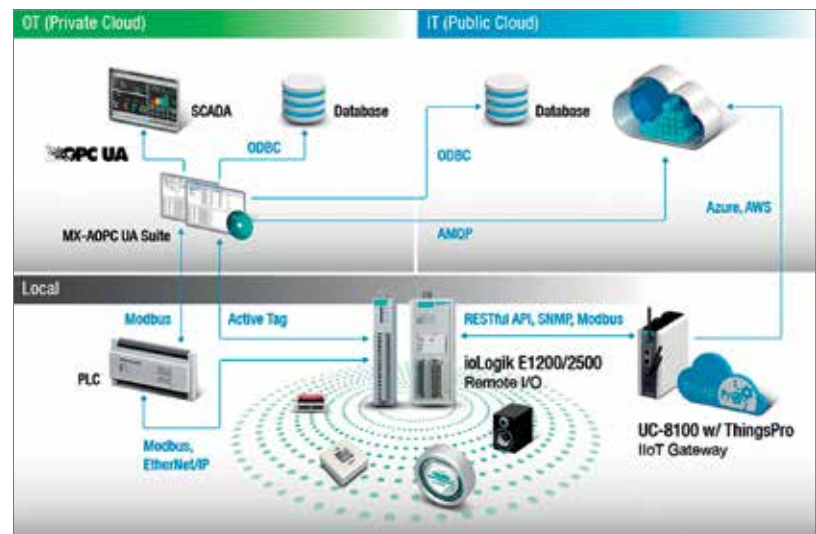 OT (Private Cloud)
IT (Public Cloud)
SCADA
Database
Database
OPC UA
ODBC
ODBC
Azure, AWS
MX-AOPC UA Suite
AMQP
Local
Modbus
Active Tag
RESTful API, SNMP, Modbus
PLC
ioLogik E1200/2500
Remote I/O
Modbus,
EtherNet/IP
UC-8100 w/ ThingsPro
IIoT Gateway